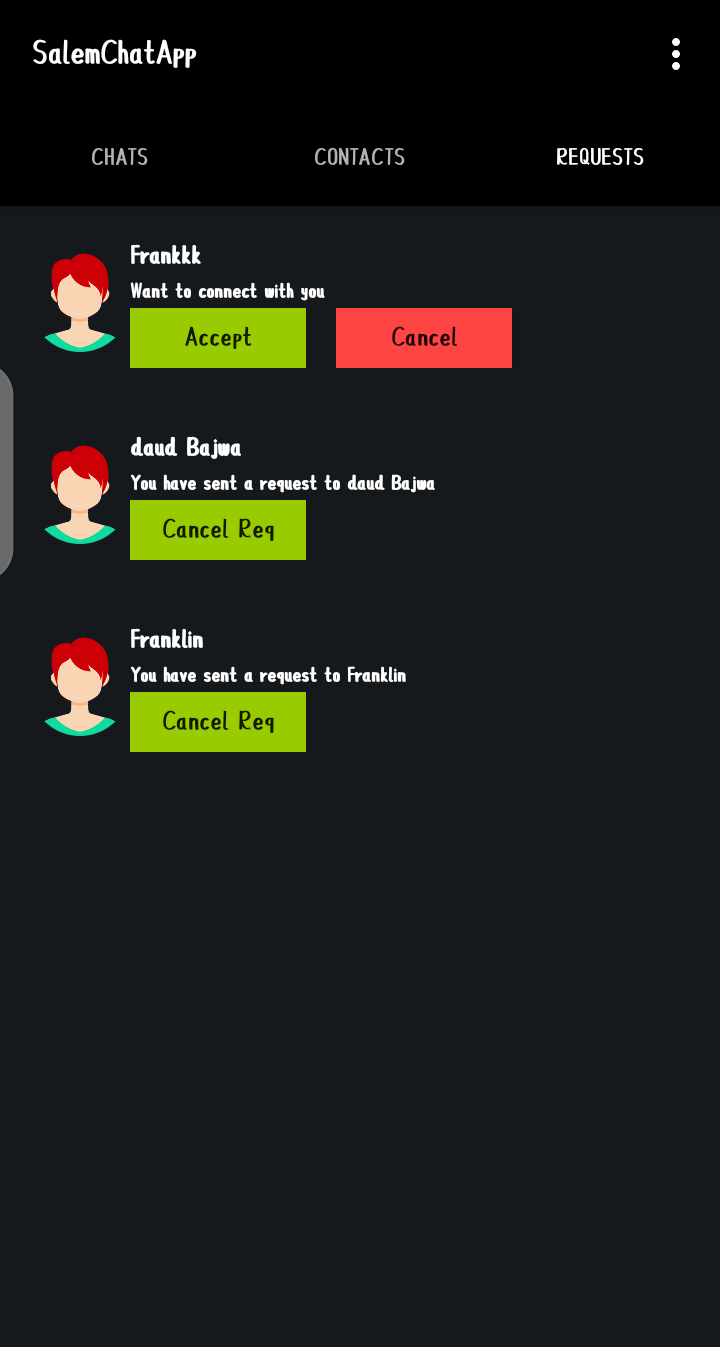 SalemChatApp
CHATS CONTACTS REQUESTS
Frankkk
Want to connect with you
Accept Cancel
daud Bajwa
You have sent a request to daud Bajwa
Cancel Req
Franklin
You have sent a request to Franklin
Cancel Req